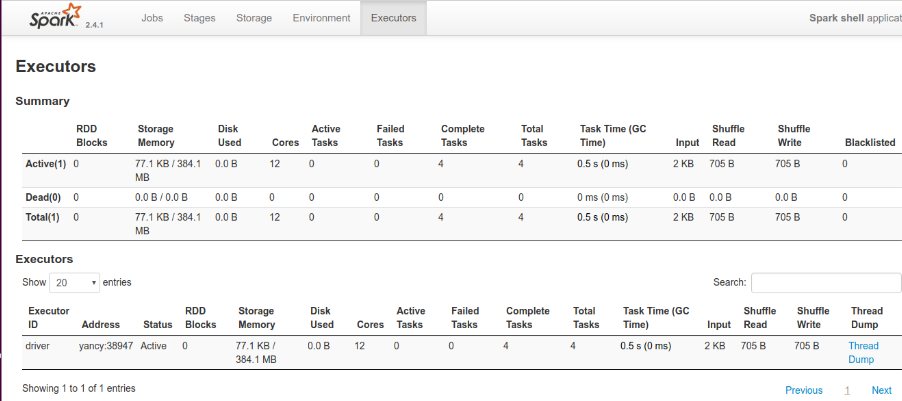 APACHE Spark 2.4.1 Jobs Stages Storage Environment Executors Spark shell applicat
Executors
Summary
RDD Blocks Storage Memory Disk Used Cores Active Tasks Failed Tasks Complete Tasks Total Tasks Task Time (GC Time) Input Shuffle Read Shuffle Write Blacklisted
Active(1) 0 77.1 KB / 384.1 MB 0.0 B 12 0 0 4 4 0.5 s (0 ms) 2 KB 705 B 705 B 0
Dead(0) 0 0.0 B / 0.0 B 0.0 B 0 0 0 0 0 0 ms (0 ms) 0.0 B 0.0 B 0.0 B 0
Total(1) 0 77.1 KB / 384.1 MB 0.0 B 12 0 0 4 4 0.5 s (0 ms) 2 KB 705 B 705 B 0
Executors
Show 20 entries Search:
Executor ID Address Status RDD Blocks Storage Memory Disk Used Cores Active Tasks Failed Tasks Complete Tasks Total Tasks Task Time (GC Time) Input Shuffle Read Shuffle Write Thread Dump
driver yancy:38947 Active 0 77.1 KB / 384.1 MB 0.0 B 12 0 0 4 4 0.5 s (0 ms) 2 KB 705 B 705 B Thread Dump
Showing 1 to 1 of 1 entries Previous 1 Next